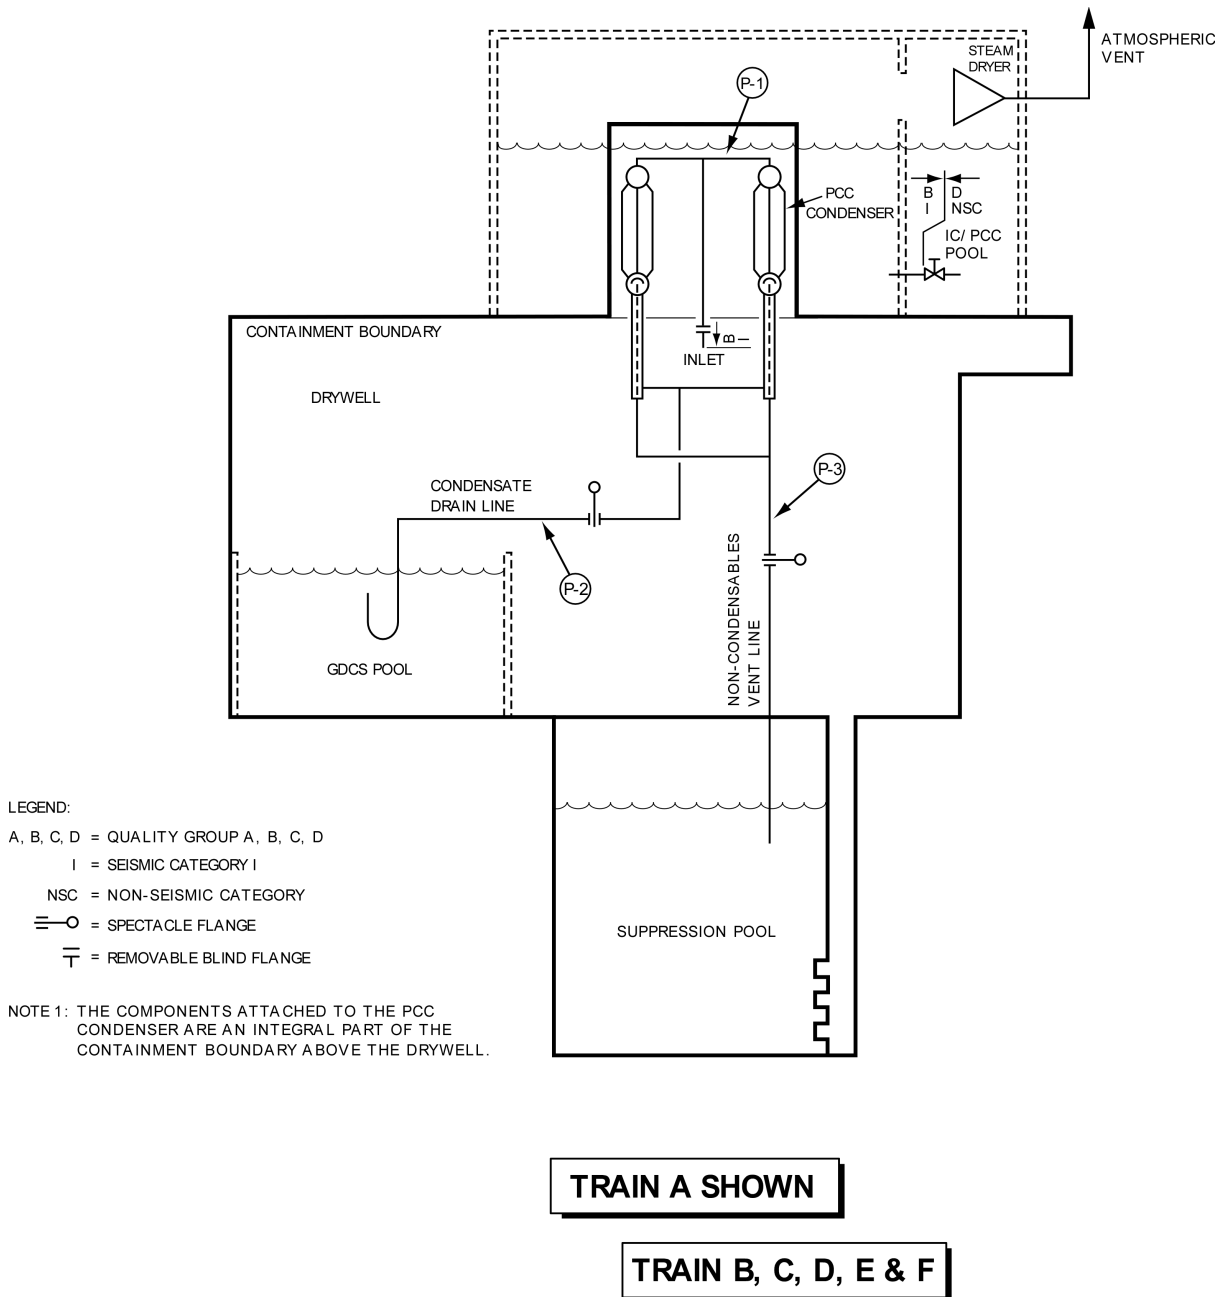 ATMOSPHERIC
VENT
STEAM
DRYER
P-1
B D
I NSC
IC/ PCC
POOL
PCC
CONDENSER
CONTAINMENT BOUNDARY
B
I
INLET
DRYWELL
P-3
CONDENSATE
DRAIN LINE
P-2
NON-CONDENSABLES
VENT LINE
GDCS POOL
LEGEND:
A, B, C, D = QUALITY GROUP A, B, C, D
I = SEISMIC CATEGORY I
NSC = NON-SEISMIC CATEGORY
= SPECTACLE FLANGE
= REMOVABLE BLIND FLANGE
SUPPRESSION POOL
NOTE 1: THE COMPONENTS ATTACHED TO THE PCC
CONDENSER ARE AN INTEGRAL PART OF THE
CONTAINMENT BOUNDARY ABOVE THE DRYWELL.
TRAIN A SHOWN
TRAIN B, C, D, E & F